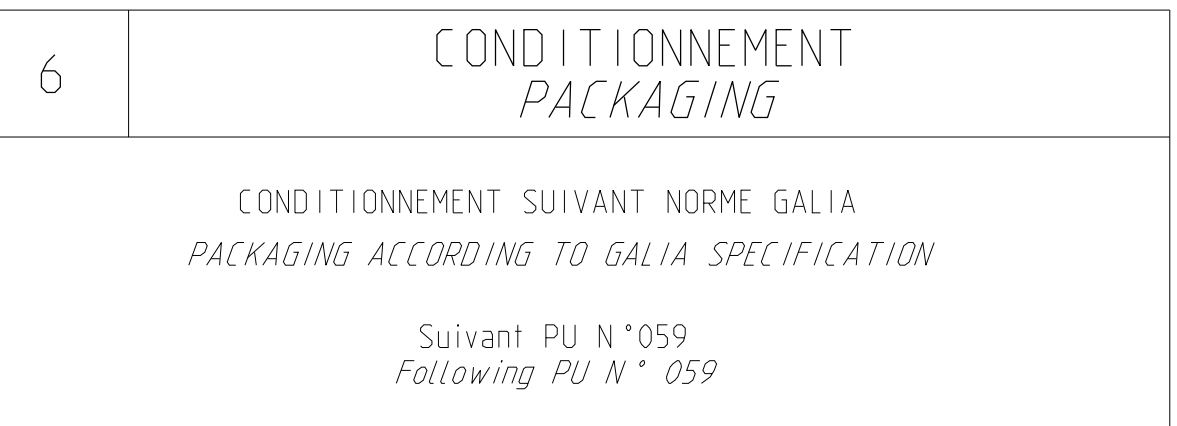 6
CONDITIONNEMENT
PACKAGING
CONDITIONNEMENT SUIVANT NORME GALIA
PACKAGING ACCORDING TO GALIA SPECIFICATION
Suivant PU N°059
Following PU N° 059